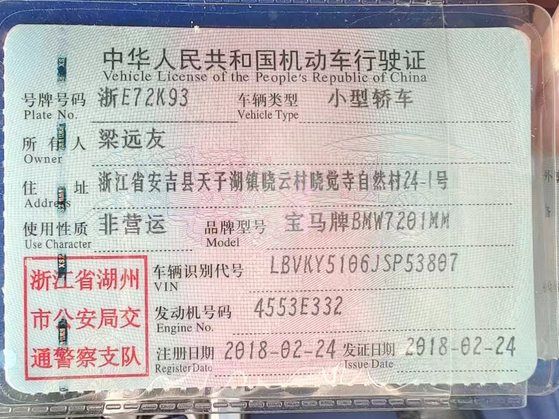 中华人民共和国机动车行驶证
Vehicle License of the People's Republic of China
号牌号码 浙E72K93 车辆类型 小型轿车
Plate No. Vehicle Type
所有人 梁远友
Owner
住址 浙江省安吉县天子湖镇晓云村晓觉寺自然村24-1号
Address
使用性质 非营运 品牌型号 宝马牌BMW7201MM
Use Character Model
浙江省湖州
市公安局交
通警察支队
车辆识别代号 LBVKY5106JSP53807
VIN
发动机号码 4553E332
Engine No.
注册日期 2018-02-24 发证日期 2018-02-24
Register Date Issue Date